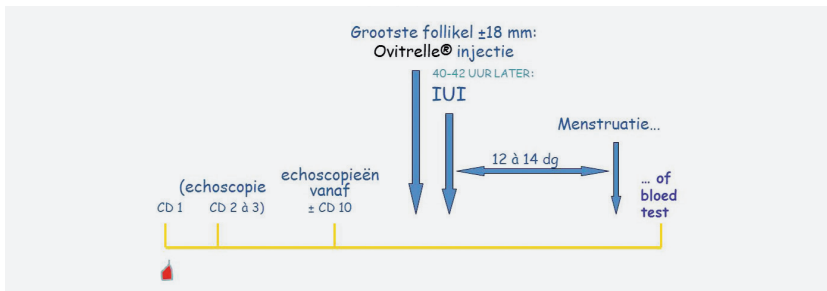 Grootste follikel ±18 mm:
Ovitrelle® injectie
40-42 UUR LATER:
IUI
Menstruatie...
12 à 14 dg
(echoscopie
CD 1
CD 2 à 3)
echoscopieën
vanaf
± CD 10
... of
bloed
test